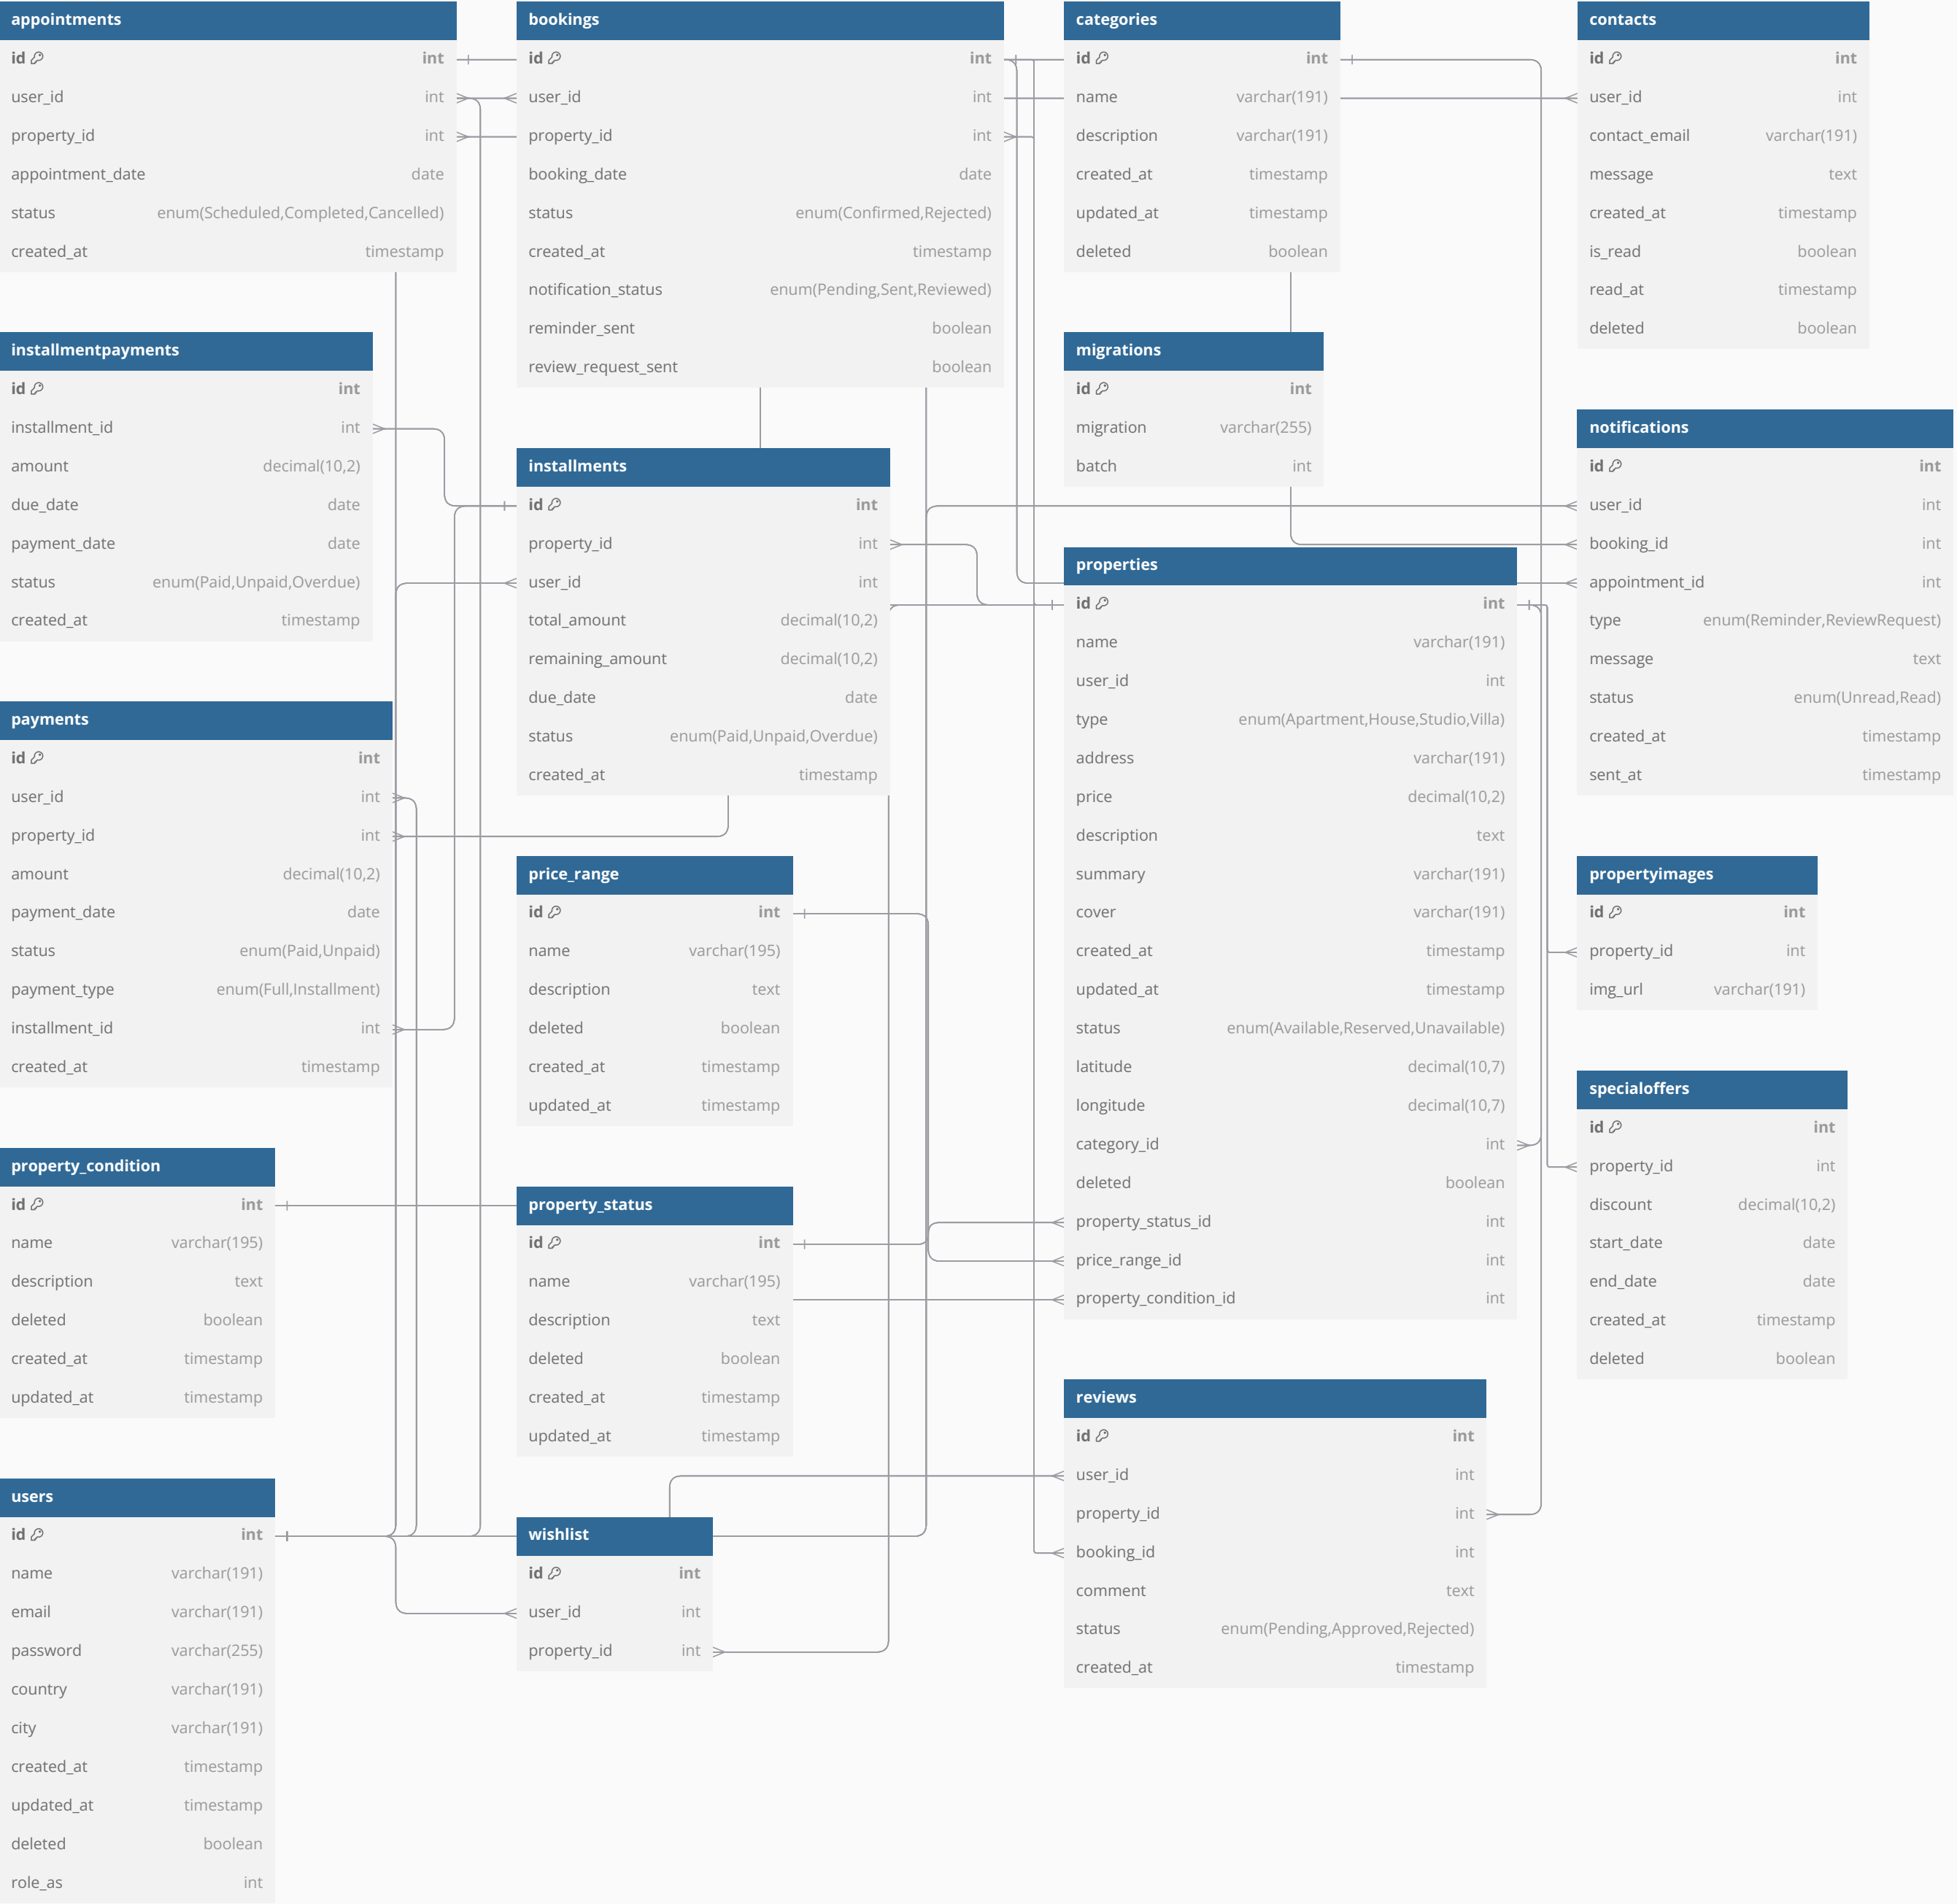 appointments
id int
user_id int
property_id int
appointment_date date
status enum(Scheduled,Completed,Cancelled)
created_at timestamp
bookings
id int
user_id int
property_id int
booking_date date
status enum(Confirmed,Rejected)
created_at timestamp
notification_status enum(Pending,Sent,Reviewed)
reminder_sent boolean
review_request_sent boolean
categories
id int
name varchar(191)
description varchar(191)
created_at timestamp
updated_at timestamp
deleted boolean
contacts
id int
user_id int
contact_email varchar(191)
message text
created_at timestamp
is_read boolean
read_at timestamp
deleted boolean
installmentpayments
id int
installment_id int
amount decimal(10,2)
due_date date
payment_date date
status enum(Paid,Unpaid,Overdue)
created_at timestamp
installments
id int
property_id int
user_id int
total_amount decimal(10,2)
remaining_amount decimal(10,2)
due_date date
status enum(Paid,Unpaid,Overdue)
created_at timestamp
migrations
id int
migration varchar(255)
batch int
notifications
id int
user_id int
booking_id int
appointment_id int
type enum(Reminder,ReviewRequest)
message text
status enum(Unread,Read)
created_at timestamp
sent_at timestamp
payments
id int
user_id int
property_id int
amount decimal(10,2)
payment_date date
status enum(Paid,Unpaid)
payment_type enum(Full,Installment)
installment_id int
created_at timestamp
price_range
id int
name varchar(195)
description text
deleted boolean
created_at timestamp
updated_at timestamp
properties
id int
name varchar(191)
user_id int
type enum(Apartment,House,Studio,Villa)
address varchar(191)
price decimal(10,2)
description text
summary varchar(191)
cover varchar(191)
created_at timestamp
updated_at timestamp
status enum(Available,Reserved,Unavailable)
latitude decimal(10,7)
longitude decimal(10,7)
category_id int
deleted boolean
property_status_id int
price_range_id int
property_condition_id int
propertyimages
id int
property_id int
img_url varchar(191)
specialoffers
id int
property_id int
discount decimal(10,2)
start_date date
end_date date
created_at timestamp
deleted boolean
property_condition
id int
name varchar(195)
description text
deleted boolean
created_at timestamp
updated_at timestamp
property_status
id int
name varchar(195)
description text
deleted boolean
created_at timestamp
updated_at timestamp
reviews
id int
user_id int
property_id int
booking_id int
comment text
status enum(Pending,Approved,Rejected)
created_at timestamp
users
id int
name varchar(191)
email varchar(191)
password varchar(255)
country varchar(191)
city varchar(191)
created_at timestamp
updated_at timestamp
deleted boolean
role_as int
wishlist
id int
user_id int
property_id int